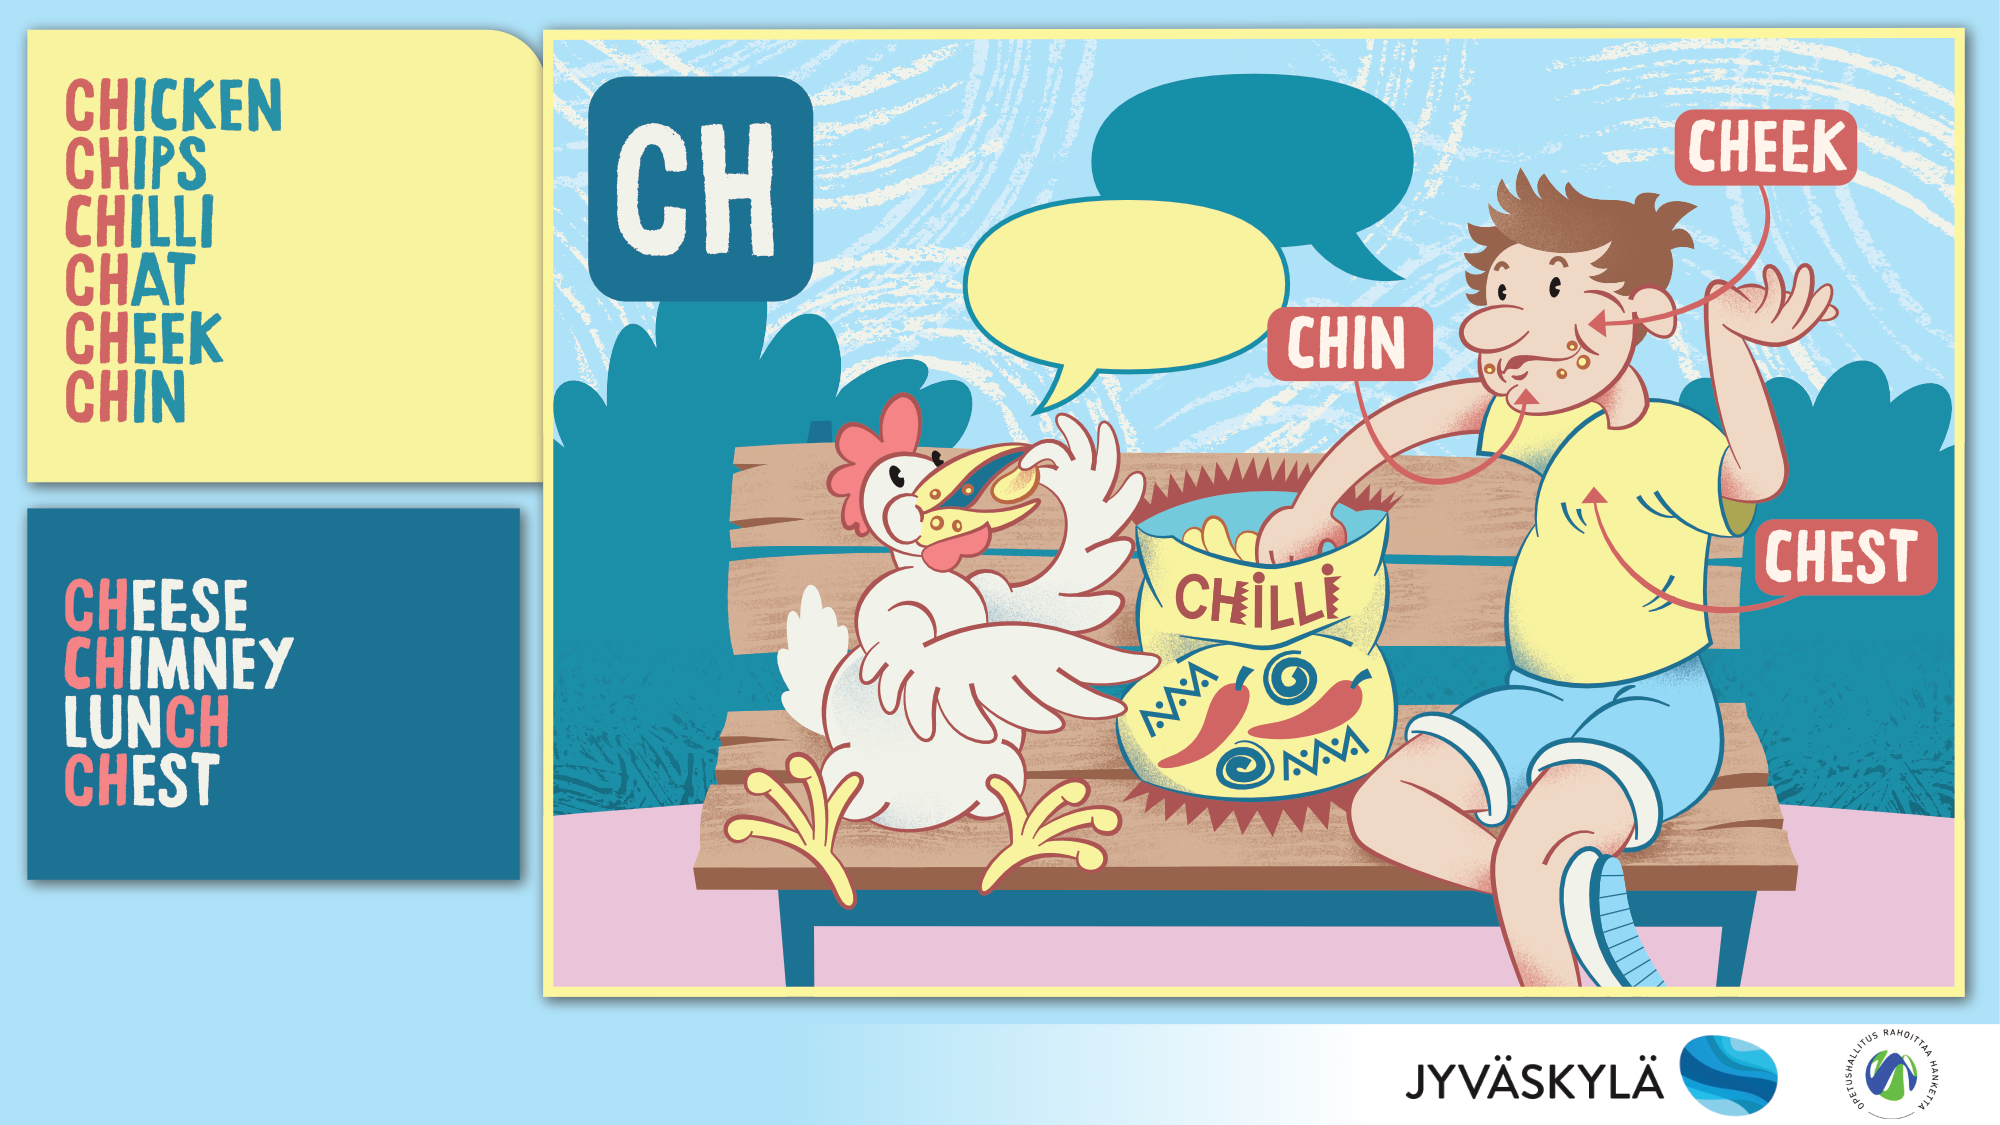 CHICKEN
CHIPS
CHILLI
CHAT
CHEEK
CHIN
CHEESE
CHIMNEY
LUNCH
CHEST
CH
CHEEK
CHIN
CHEST
CHiLLi
JYVÄSKYLÄ
OPETUSHALLITUS RAHOITTAA HANKETTA